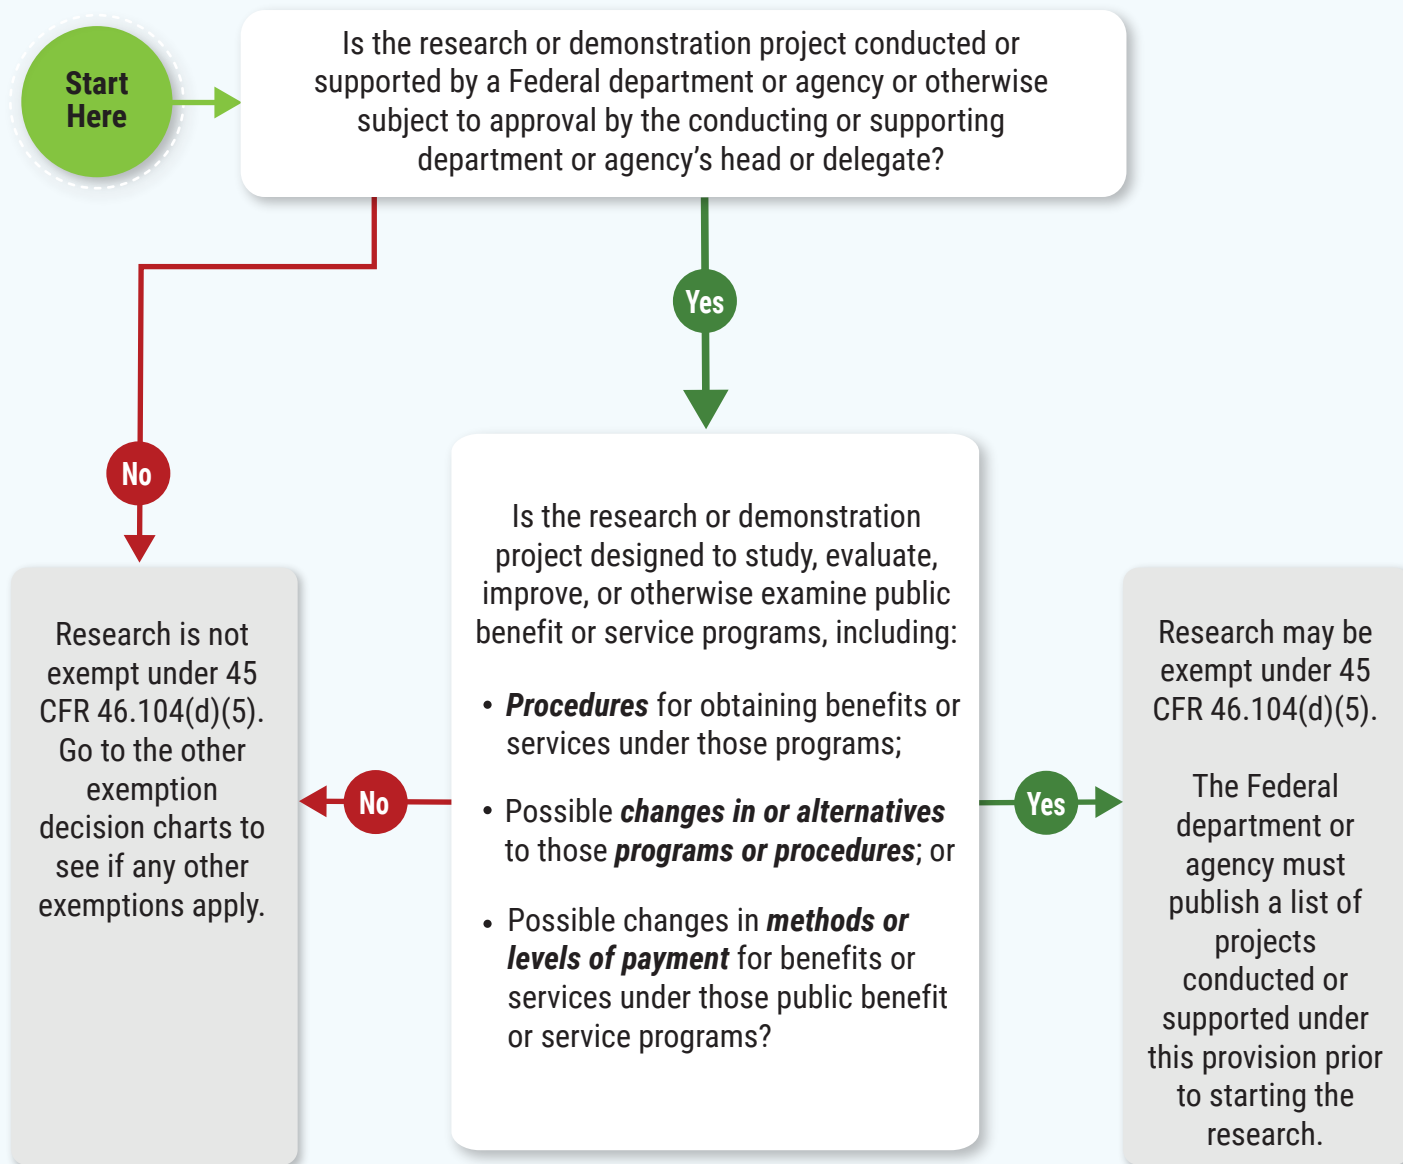 Start
Here
Is the research or demonstration project conducted or
supported by a Federal department or agency or otherwise
subject to approval by the conducting or supporting
department or agency’s head or delegate?
Yes
No
Is the research or demonstration
project designed to study, evaluate,
improve, or otherwise examine public
benefit or service programs, including:
• Procedures for obtaining benefits or
services under those programs;
• Possible changes in or alternatives
to those programs or procedures; or
• Possible changes in methods or
levels of payment for benefits or
services under those public benefit
or service programs?
No
Yes
Research is not
exempt under 45
CFR 46.104(d)(5).
Go to the other
exemption
decision charts to
see if any other
exemptions apply.
Research may be
exempt under 45
CFR 46.104(d)(5).
The Federal
department or
agency must
publish a list of
projects
conducted or
supported under
this provision prior
to starting the
research.